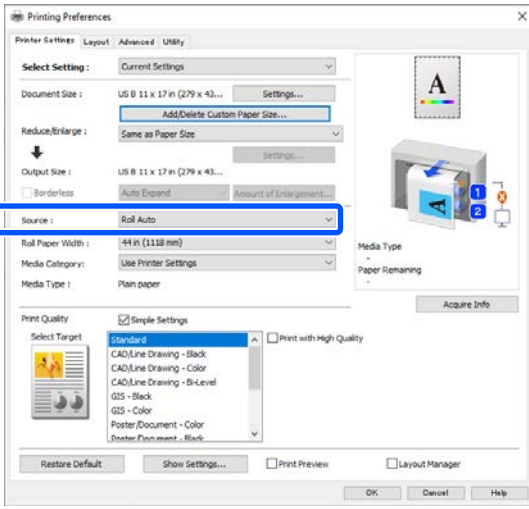 Printing Preferences
Printer Settings Layout Advanced Utility
Select Setting : Current Settings
Document Size : US B 11 x 17 in (279 x 43... Settings...
Add/Delete Custom Paper Size...
Reduce/Enlarge : Same as Paper Size
Settings...
Output Size : US B 11 x 17 in (279 x 43...
Borderless Auto Expand Amount of Enlargement...
Source : Roll Auto
Roll Paper Width : 44 in (1118 mm)
Media Category: Use Printer Settings
Media Type : Plain paper
A
1
2
Media Type
-
Paper Remaining
-
Acquire Info
Print Quality Simple Settings
Select Target
Standard
CAD/Line Drawing - Black
CAD/Line Drawing - Color
CAD/Line Drawing - Bi-Level
GIS - Black
GIS - Color
Poster/Document - Color
Poster/Document - Black
Print with High Quality
Restore Default Show Settings... Print Preview Layout Manager
OK Cancel Help